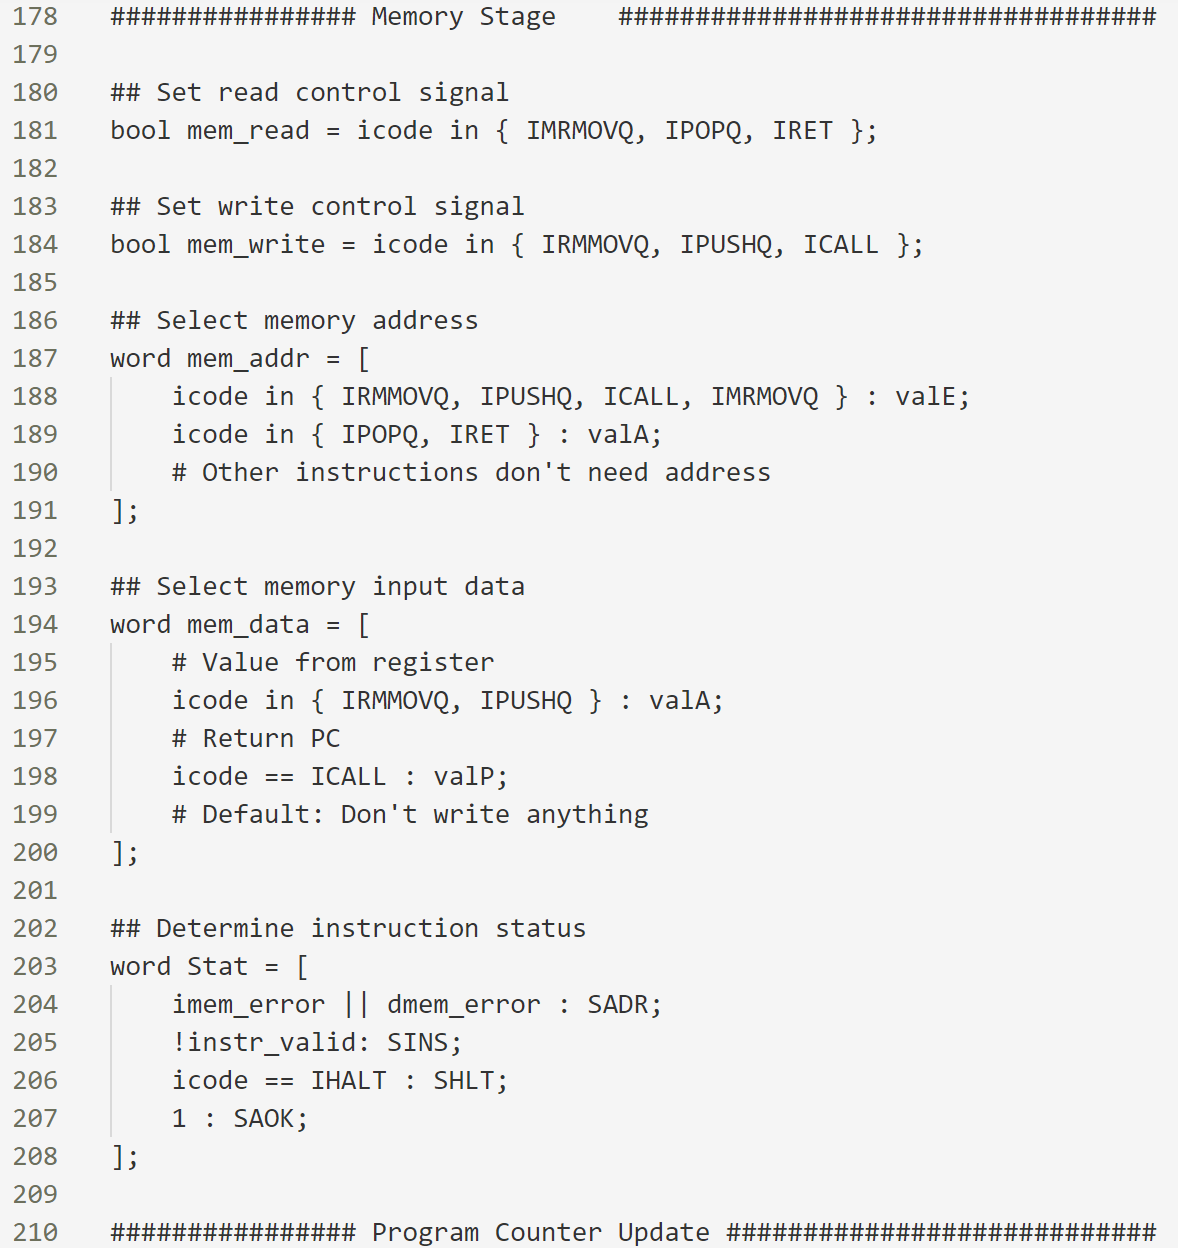 178 ################ Memory Stage    ###################################
179
180 ## Set read control signal
181 bool mem_read = icode in { IMRMOVQ, IPOPQ, IRET };
182
183 ## Set write control signal
184 bool mem_write = icode in { IRMMOVQ, IPUSHQ, ICALL };
185
186 ## Select memory address
187 word mem_addr = [
188     icode in { IRMMOVQ, IPUSHQ, ICALL, IMRMOVQ } : valE;
189     icode in { IPOPQ, IRET } : valA;
190     # Other instructions don't need address
191 ];
192
193 ## Select memory input data
194 word mem_data = [
195     # Value from register
196     icode in { IRMMOVQ, IPUSHQ } : valA;
197     # Return PC
198     icode == ICALL : valP;
199     # Default: Don't write anything
200 ];
201
202 ## Determine instruction status
203 word Stat = [
204     imem_error || dmem_error : SADR;
205     !instr_valid: SINS;
206     icode == IHALT : SHLT;
207     1 : SAOK;
208 ];
209
210 ################ Program Counter Update ############################